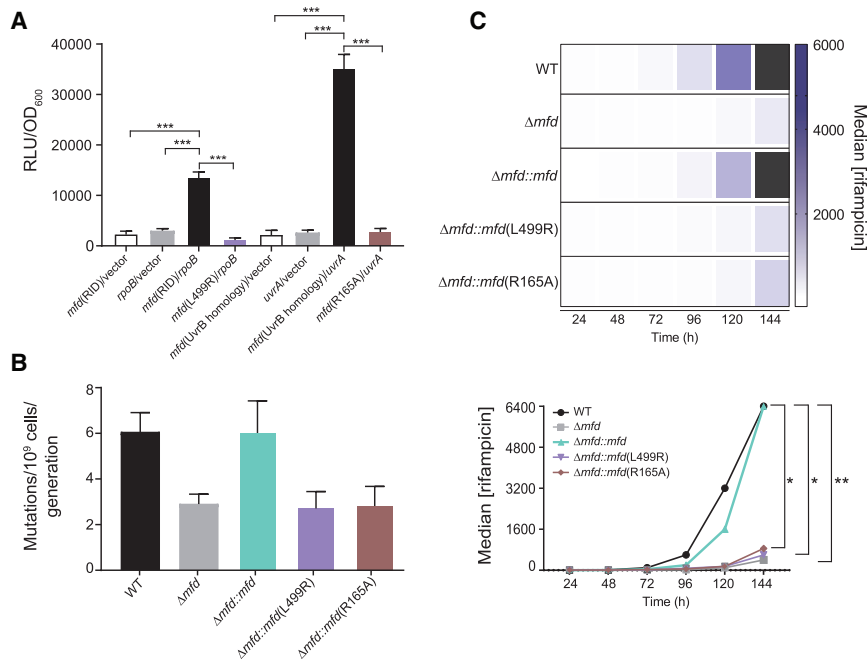 A
RLU/OD600
40000
30000
20000
10000
0
***
***
***
***
***
***
mfd(RID)/vector
rpoB/vector
mfd(RID)/rpoB
mfd(L499R)/rpoB
mfd(UvrB homology)/vector
uvrA/vector
mfd(UvrB homology)/uvrA
mfd(R165A)/uvrA
B
Mutations/10⁹ cells/
generation
8
6
4
2
0
WT
Δmfd
Δmfd::mfd
Δmfd::mfd(L499R)
Δmfd::mfd(R165A)
C
WT
Δmfd
Δmfd::mfd
Δmfd::mfd(L499R)
Δmfd::mfd(R165A)
24 48 72 96 120 144
Time (h)
6000
4000
2000
Median [rifampicin]
Median [rifampicin]
6400
4800
3200
1600
0
WT
Δmfd
Δmfd::mfd
Δmfd::mfd(L499R)
Δmfd::mfd(R165A)
* * **
24 48 72 96 120 144
Time (h)